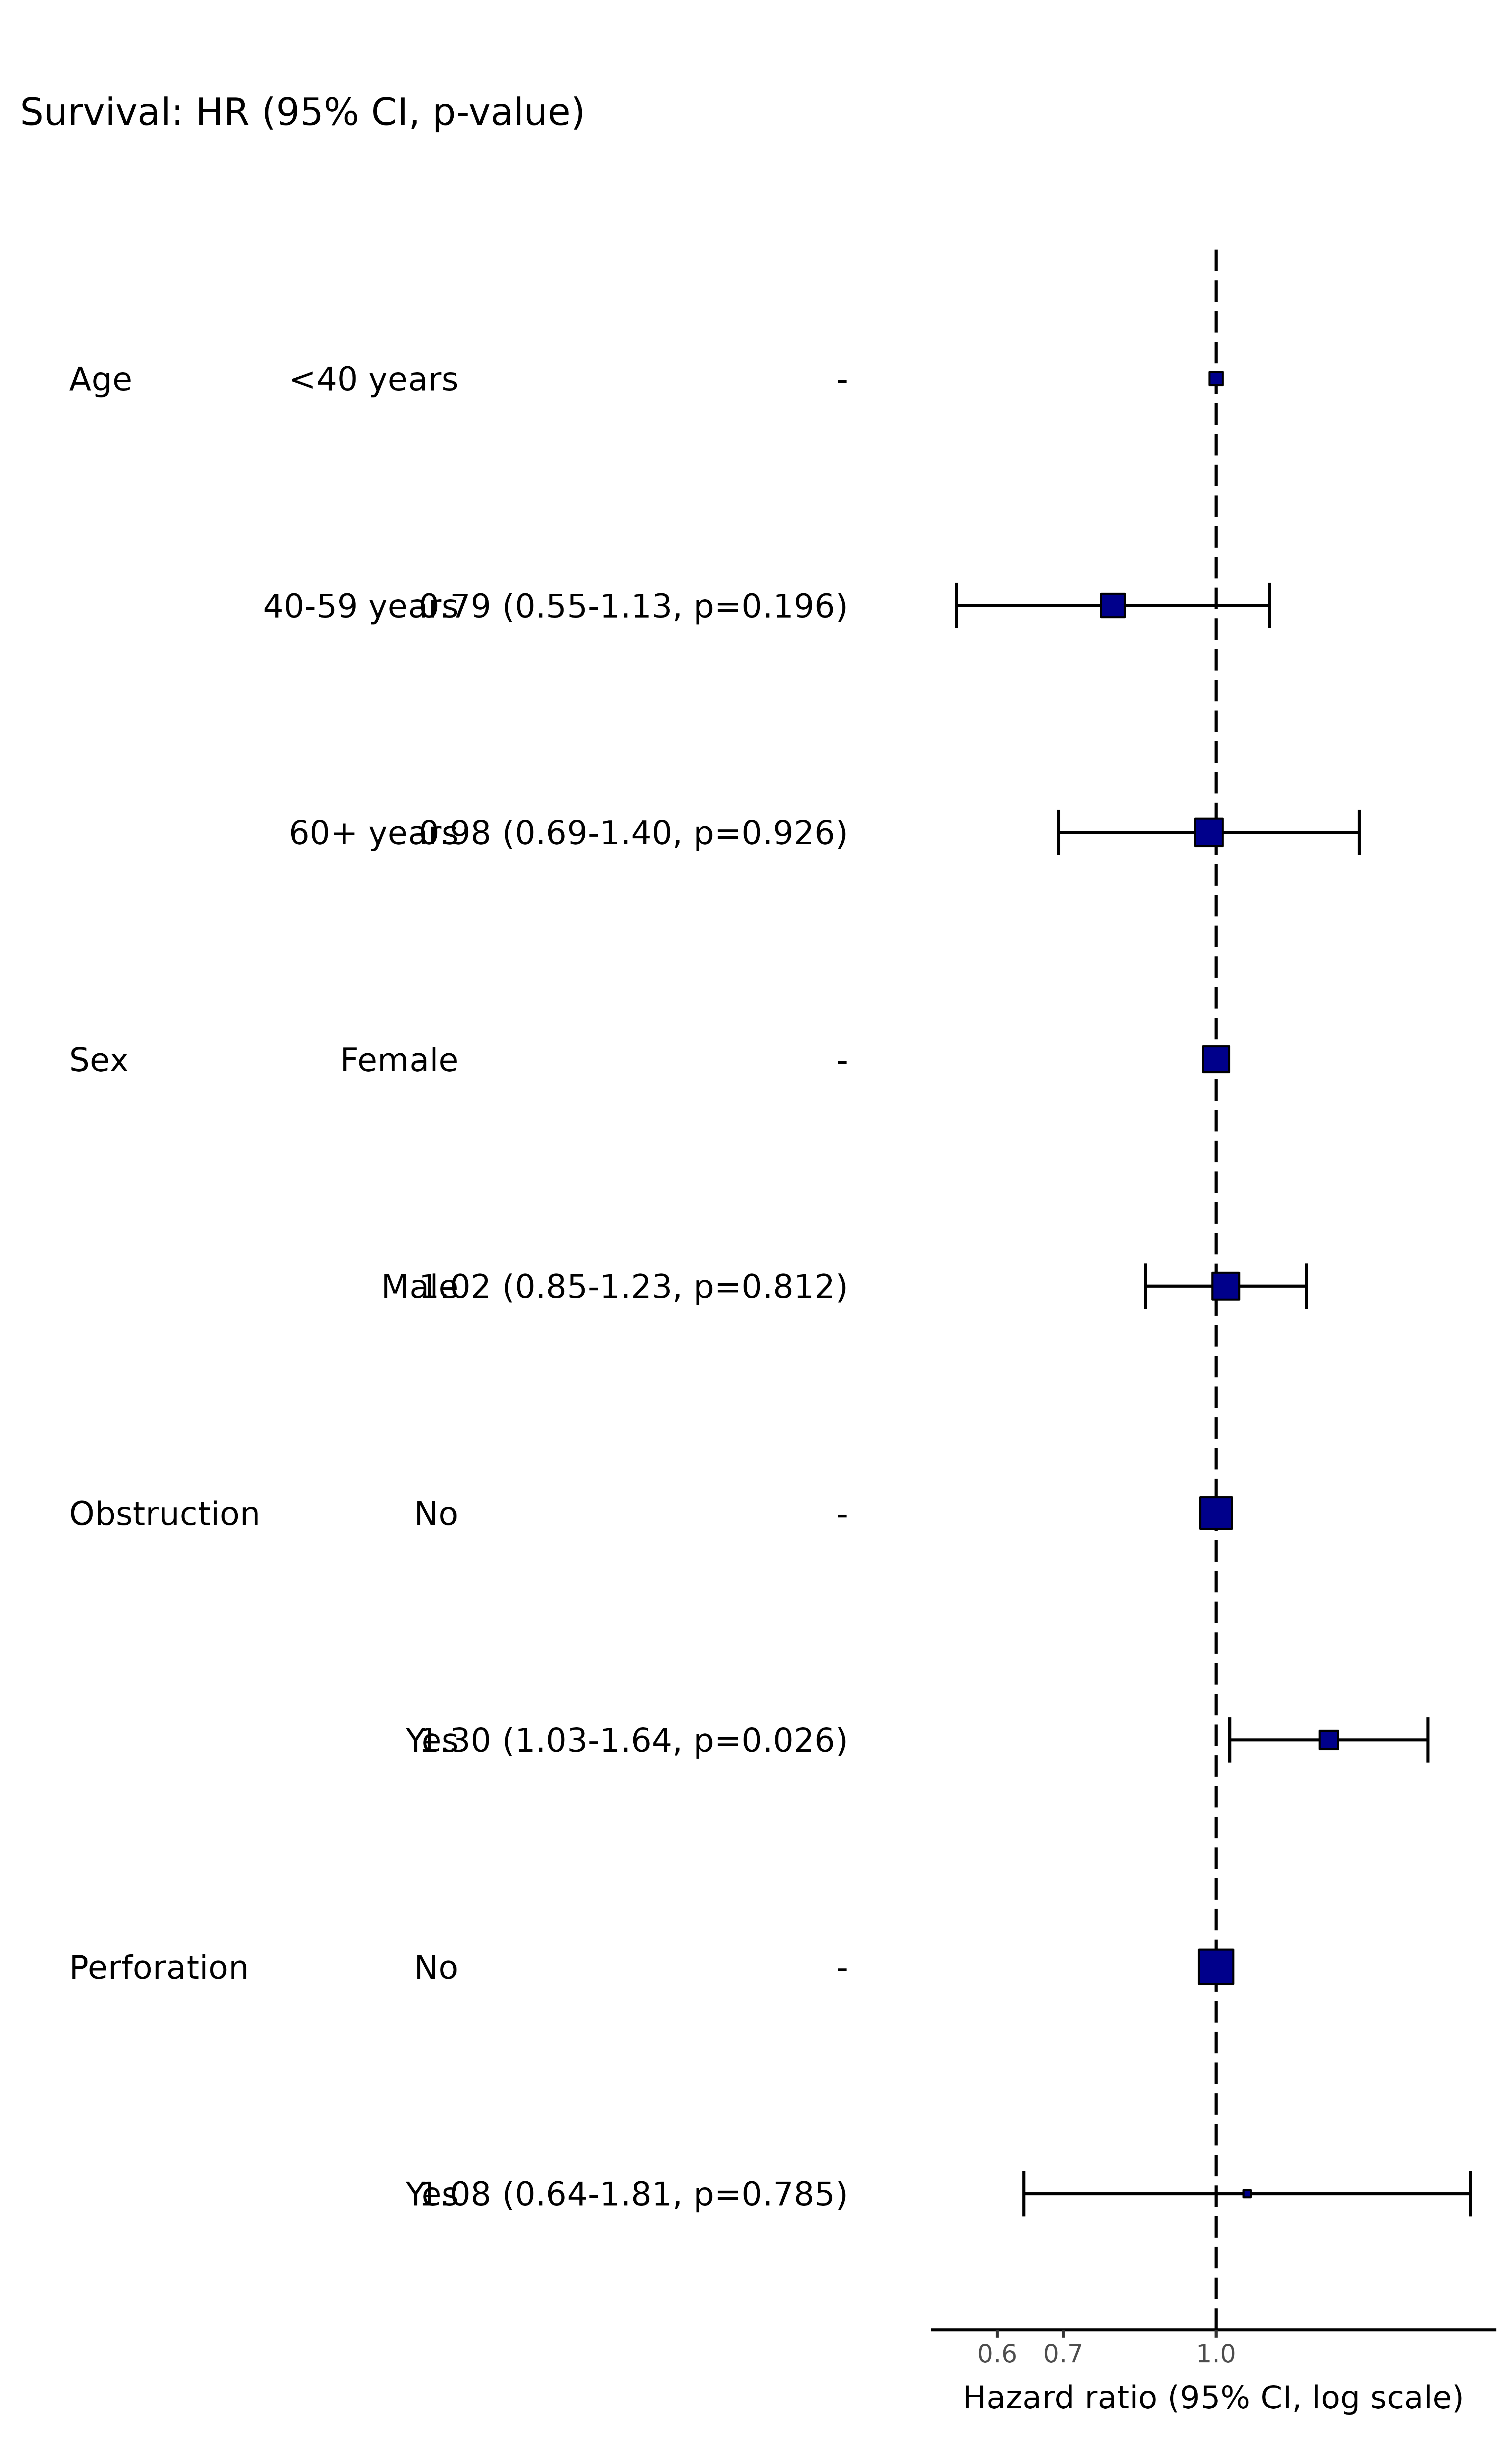 Survival: HR (95% CI, p-value)
Age <40 years -
40-59 years 0.79 (0.55-1.13, p=0.196)
60+ years 0.98 (0.69-1.40, p=0.926)
Sex Female -
Male 1.02 (0.85-1.23, p=0.812)
Obstruction No -
Yes 1.30 (1.03-1.64, p=0.026)
Perforation No -
Yes 1.08 (0.64-1.81, p=0.785)
0.6 0.7 1.0
Hazard ratio (95% CI, log scale)